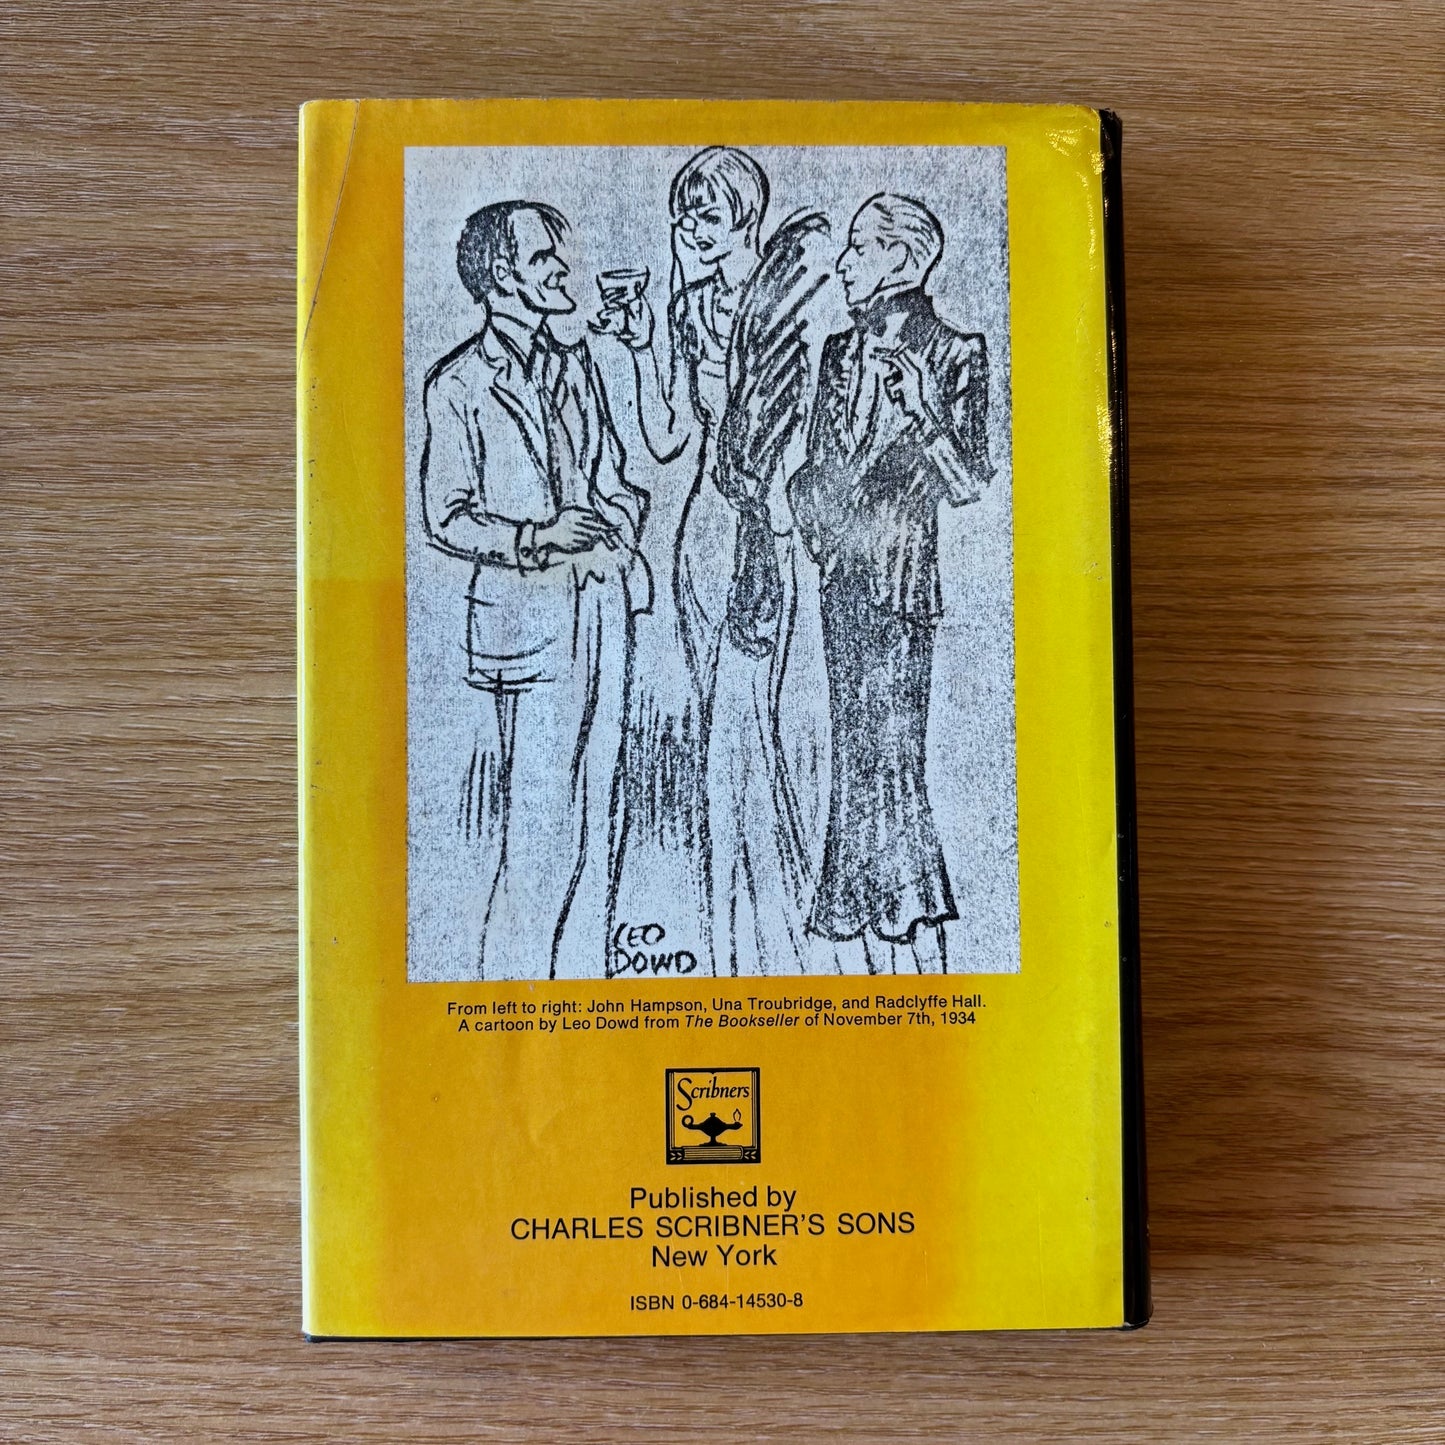 LEO
DOWD
From left to right: John Hampson, Una Troubridge, and Radclyffe Hall.
A cartoon by Leo Dowd from The Bookseller of November 7th, 1934
Scribners
Published by
CHARLES SCRIBNER'S SONS
New York
ISBN 0-684-14530-8